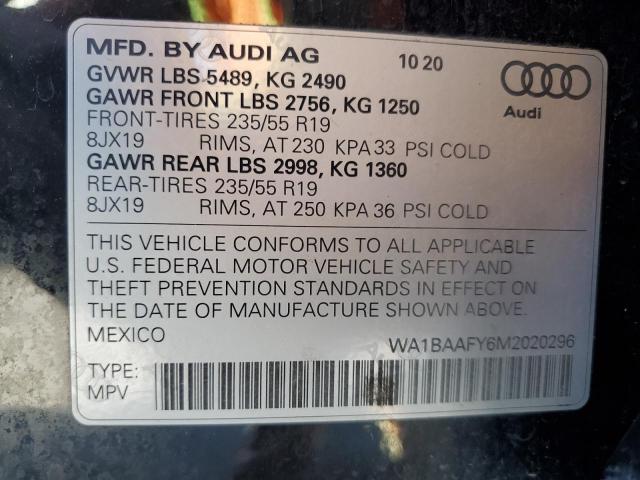 MFD. BY AUDI AG 10 20
GVWR LBS 5489, KG 2490
GAWR FRONT LBS 2756, KG 1250
FRONT-TIRES 235/55 R19
8JX19 RIMS, AT 230 KPA 33 PSI COLD
GAWR REAR LBS 2998, KG 1360
REAR-TIRES 235/55 R19
8JX19 RIMS, AT 250 KPA 36 PSI COLD
Audi
THIS VEHICLE CONFORMS TO ALL APPLICABLE
U.S. FEDERAL MOTOR VEHICLE SAFETY AND
THEFT PREVENTION STANDARDS IN EFFECT ON
THE DATE OF MANUFACTURE SHOWN ABOVE.
MEXICO WA1BAAFY6M2020296
TYPE:
MPV